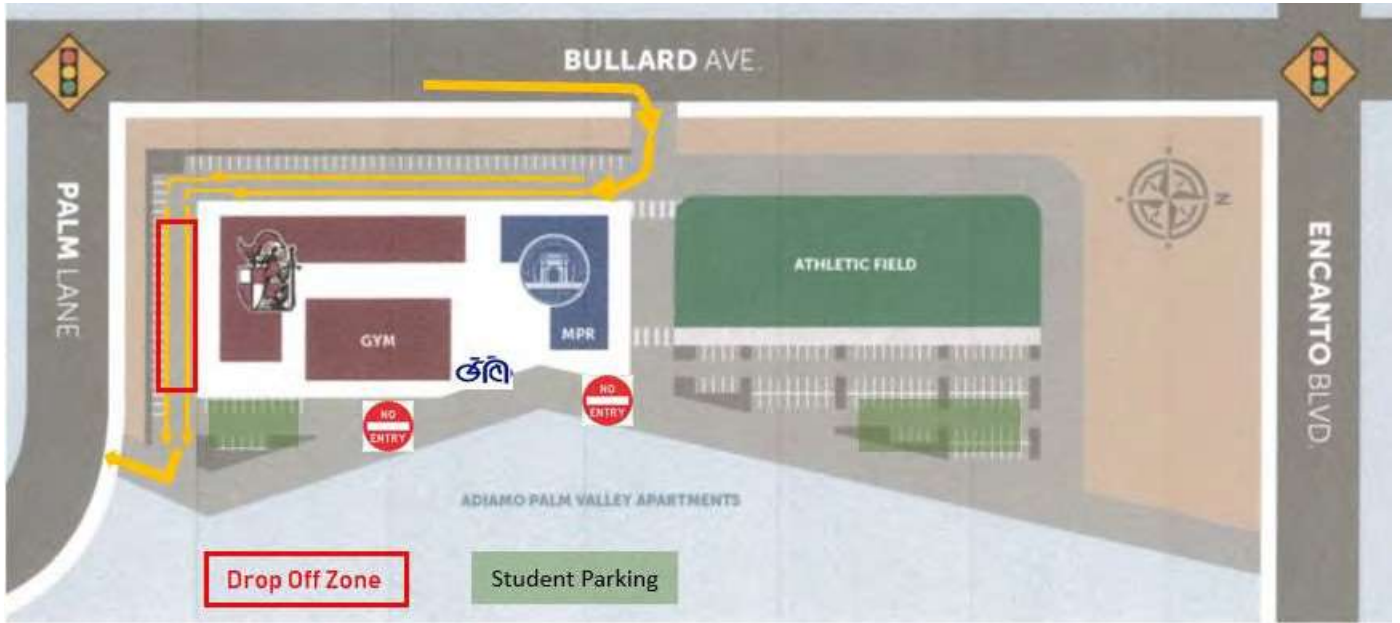 BULLARD AVE.
PALM LANE
N
ENCANTO BLVD.
ATHLETIC FIELD
GYM
MPR
NO
ENTRY
NO
ENTRY
ADIAMO PALM VALLEY APARTMENTS
Drop Off Zone
Student Parking